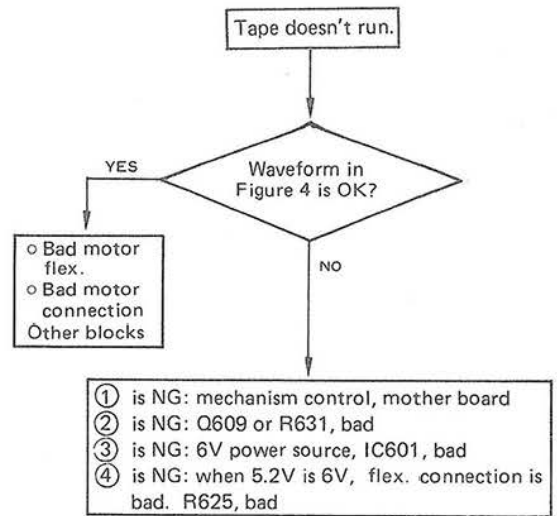 Tape doesn't run.
Waveform in
Figure 4 is OK?
YES
NO
○ Bad motor
flex.
○ Bad motor
connection
Other blocks
① is NG: mechanism control, mother board
② is NG: Q609 or R631, bad
③ is NG: 6V power source, IC601, bad
④ is NG: when 5.2V is 6V, flex. connection is
bad. R625, bad